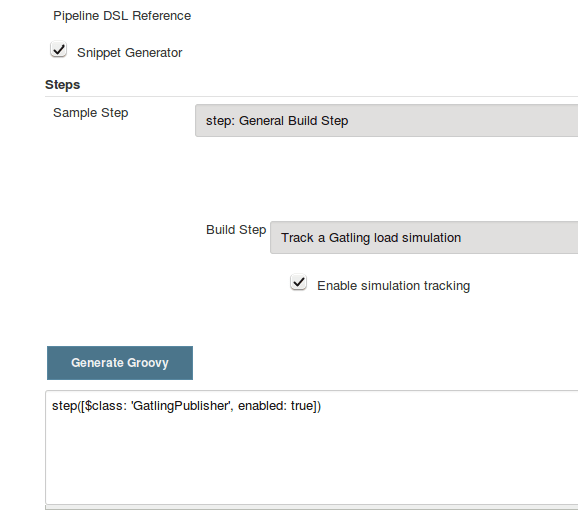 Pipeline DSL Reference
Snippet Generator
Steps
Sample Step
step: General Build Step
Build Step
Track a Gatling load simulation
Enable simulation tracking
Generate Groovy
step([$class: 'GatlingPublisher', enabled: true])